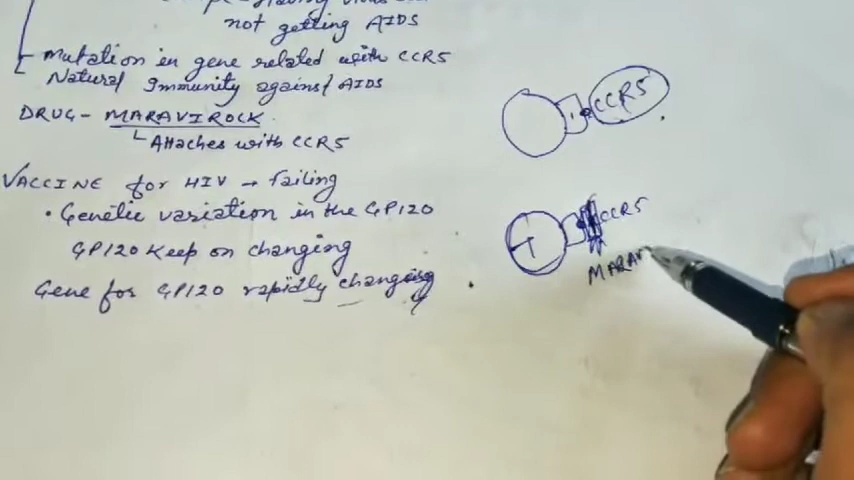 not getting AIDS
Mutation in gene related with CCR5
Natural Immunity against AIDS
DRUG - MARAVIROCK
Attaches with CCR5
VACCINE for HIV → failing
• Genetic variation in the GP120
GP120 Keep on changing
Gene for GP120 rapidly changing
CCR5
CCR5
T
MARAV